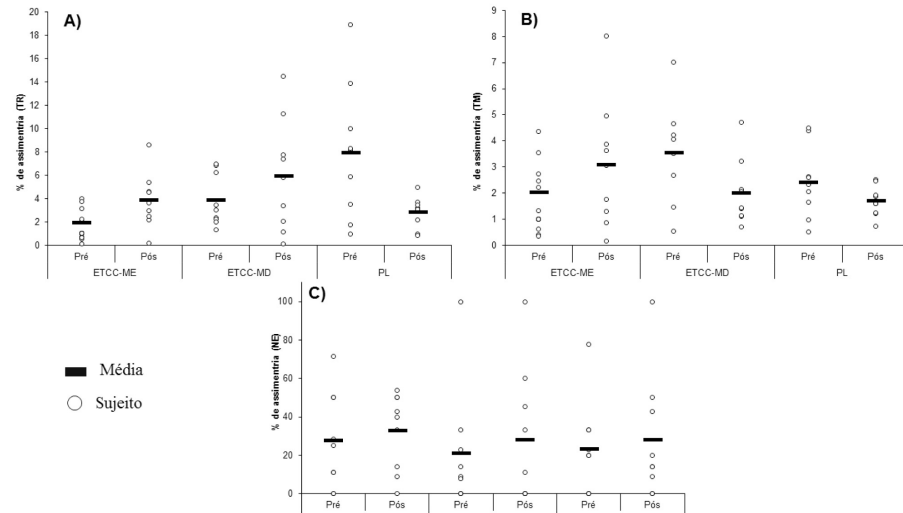 A)
% de assimentria (TR)
20
18
16
14
12
10
8
6
4
2
0
Pré Pós Pré Pós Pré Pós
ETCC-ME ETCC-MD PL
B)
% de assimentria (TM)
9
8
7
6
5
4
3
2
1
0
Pré Pós Pré Pós Pré Pós
ETCC-ME ETCC-MD PL
C)
% de assimentria (NE)
100
80
60
40
20
0
Pré Pós Pré Pós Pré Pós
Média
Sujeito